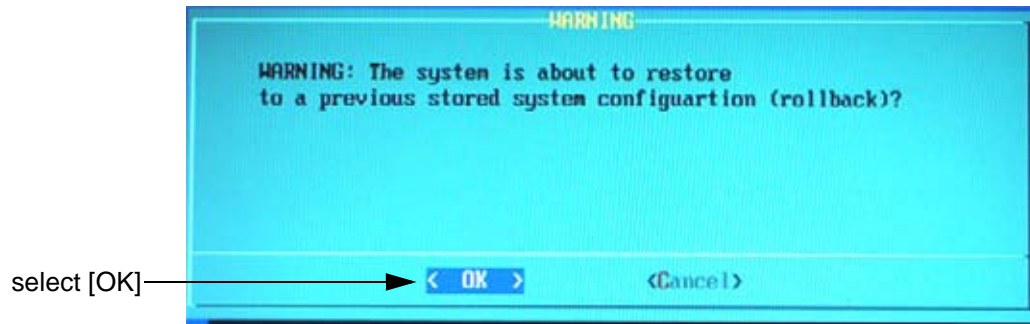 WARNING
WARNING: The system is about to restore
to a previous stored system configuartion (rollback)?
select [OK]
< OK > <Cancel>